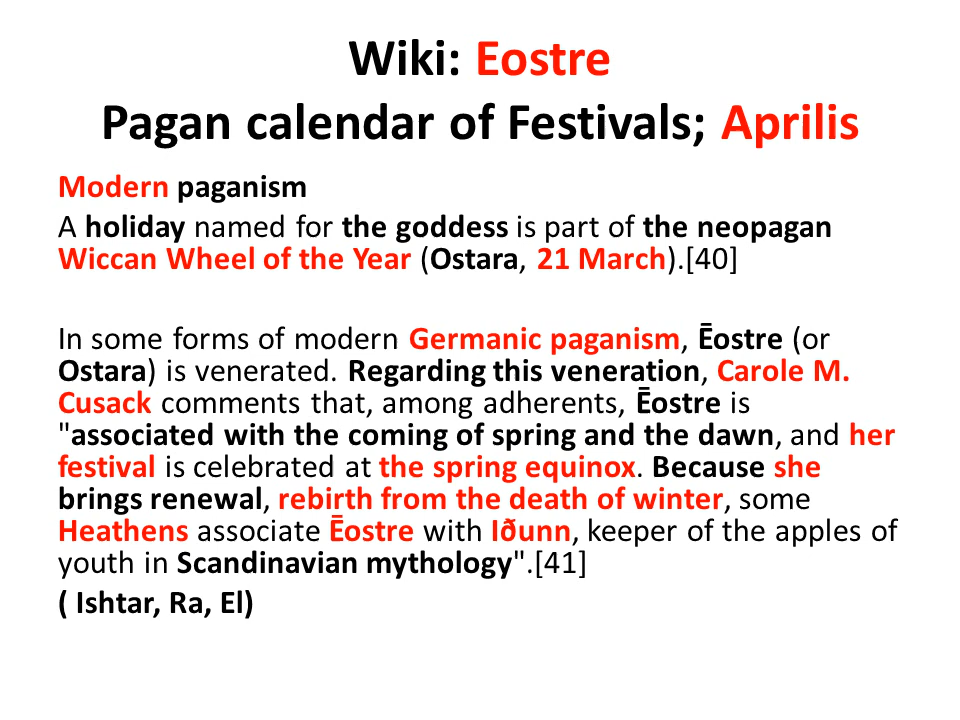 Wiki: Eostre
Pagan calendar of Festivals; Aprilis
Modern paganism
A holiday named for the goddess is part of the neopagan
Wiccan Wheel of the Year (Ostara, 21 March).[40]
In some forms of modern Germanic paganism, Ēostre (or
Ostara) is venerated. Regarding this veneration, Carole M.
Cusack comments that, among adherents, Ēostre is
"associated with the coming of spring and the dawn, and her
festival is celebrated at the spring equinox. Because she
brings renewal, rebirth from the death of winter, some
Heathens associate Ēostre with Iðunn, keeper of the apples of
youth in Scandinavian mythology".[41]
( Ishtar, Ra, El)